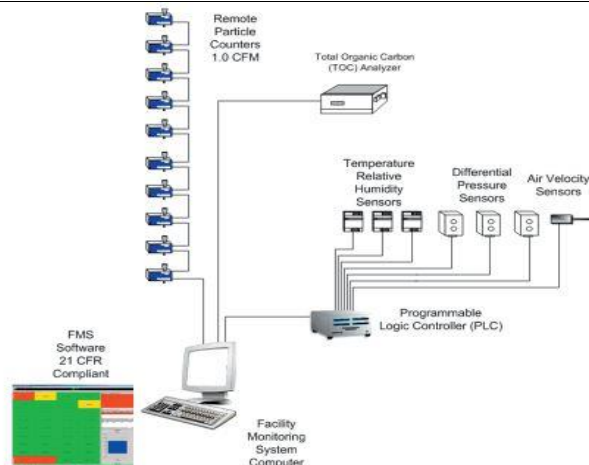 Remote
Particle
Counters
1.0 CFM
Total Organic Carbon
(TOC) Analyzer
Temperature
Relative
Humidity
Sensors
Differential
Pressure
Sensors
Air Velocity
Sensors
Programmable
Logic Controller (PLC)
FMS
Software
21 CFR
Compliant
Facility
Monitoring
System
Computer